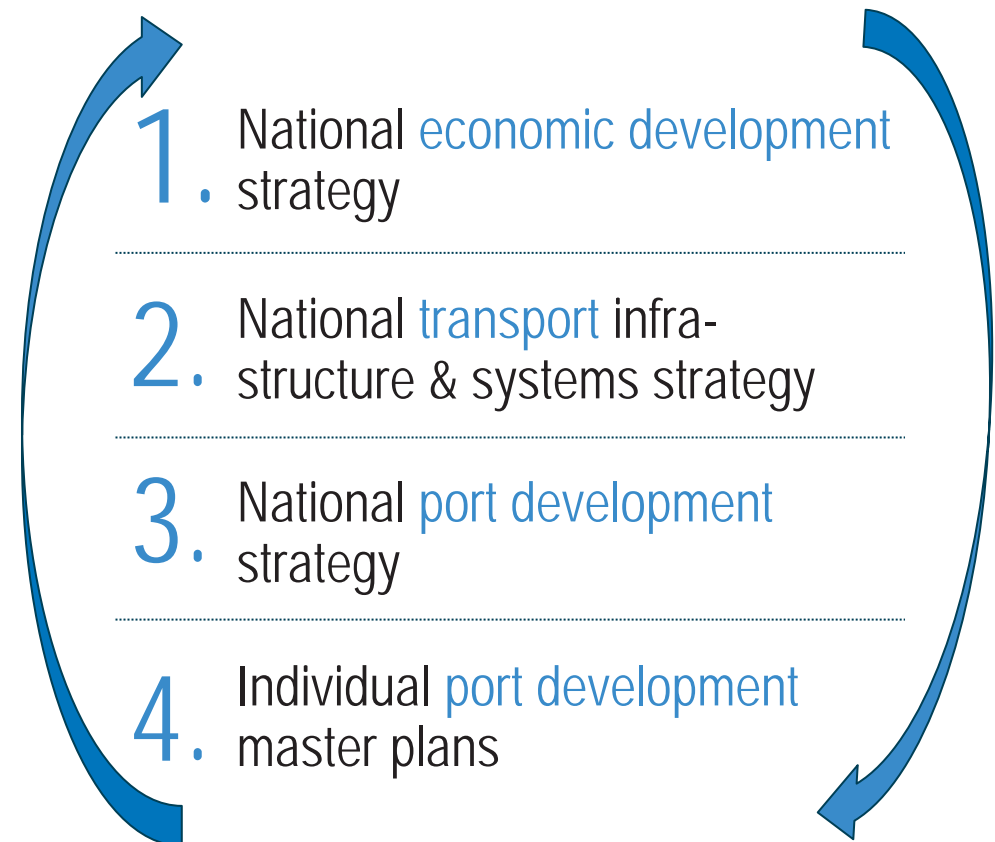 1. National economic development
strategy
2. National transport infra-
structure & systems strategy
3. National port development
strategy
4. Individual port development
master plans